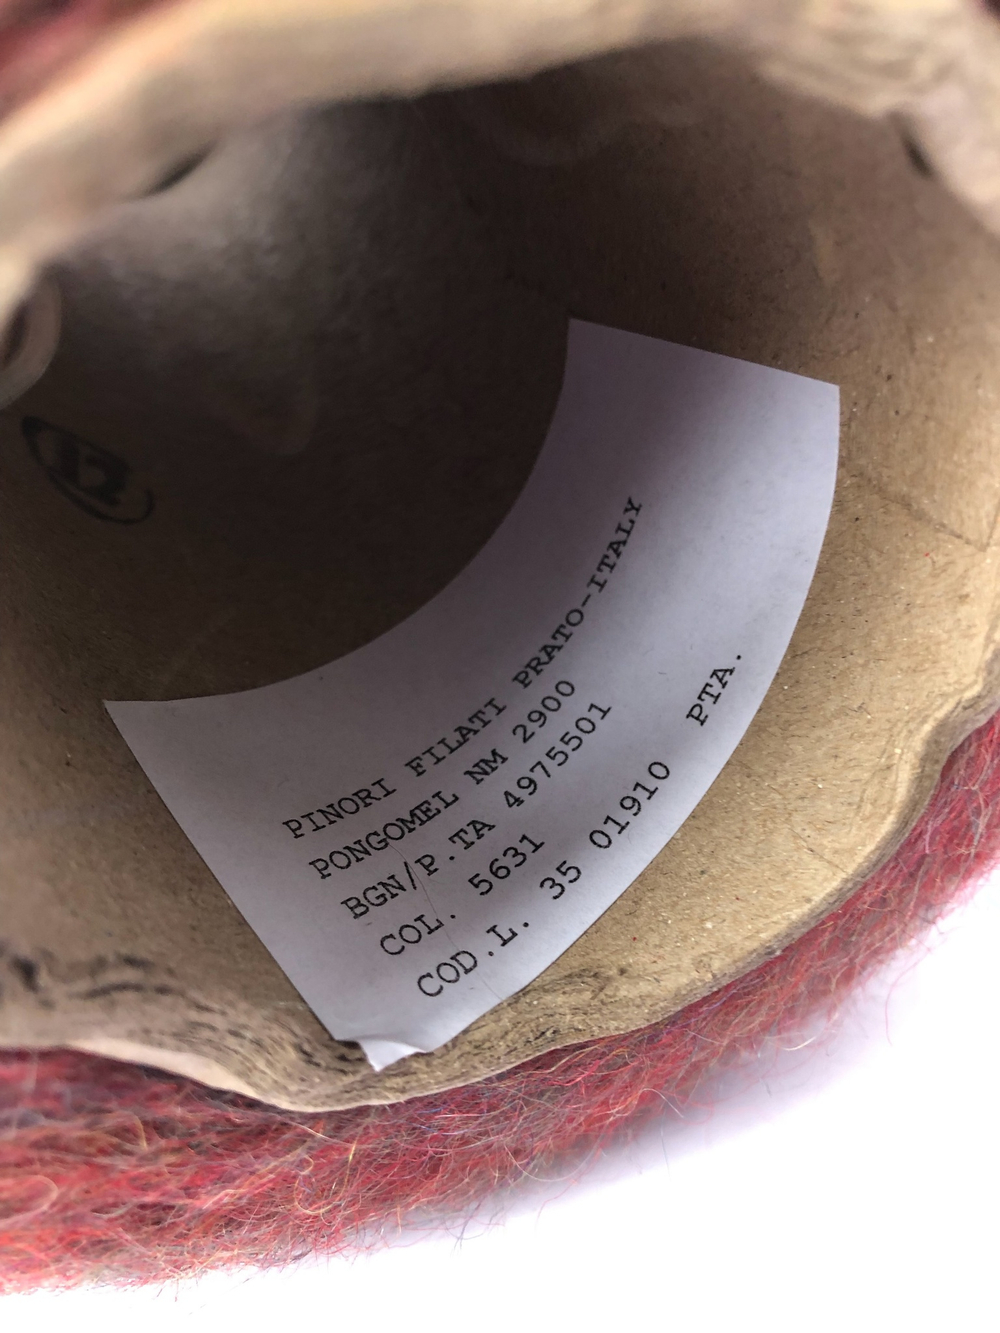 PINORI FILATI PRATO-ITALY
PONGOMEL NM 2900
BGN/P.TA 4975501
COL. 5631
COD.L. 35 01910 PTA.